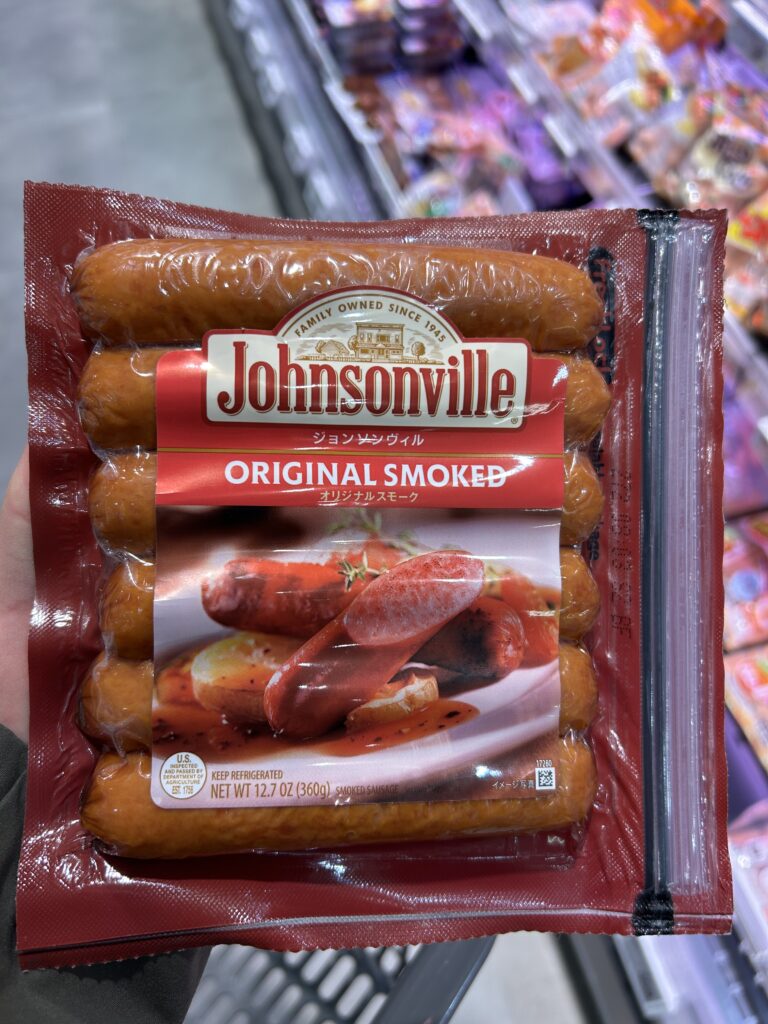 FAMILY OWNED SINCE 1945
Johnsonville
ジョンソンヴィル
ORIGINAL SMOKED
オリジナルスモーク
U.S.
INSPECTED
AND PASSED BY
DEPARTMENT OF
AGRICULTURE
EST. 1758
KEEP REFRIGERATED
NET WT 12.7 OZ (360g) SMOKED SAUSAGE
イメージ写真
17280